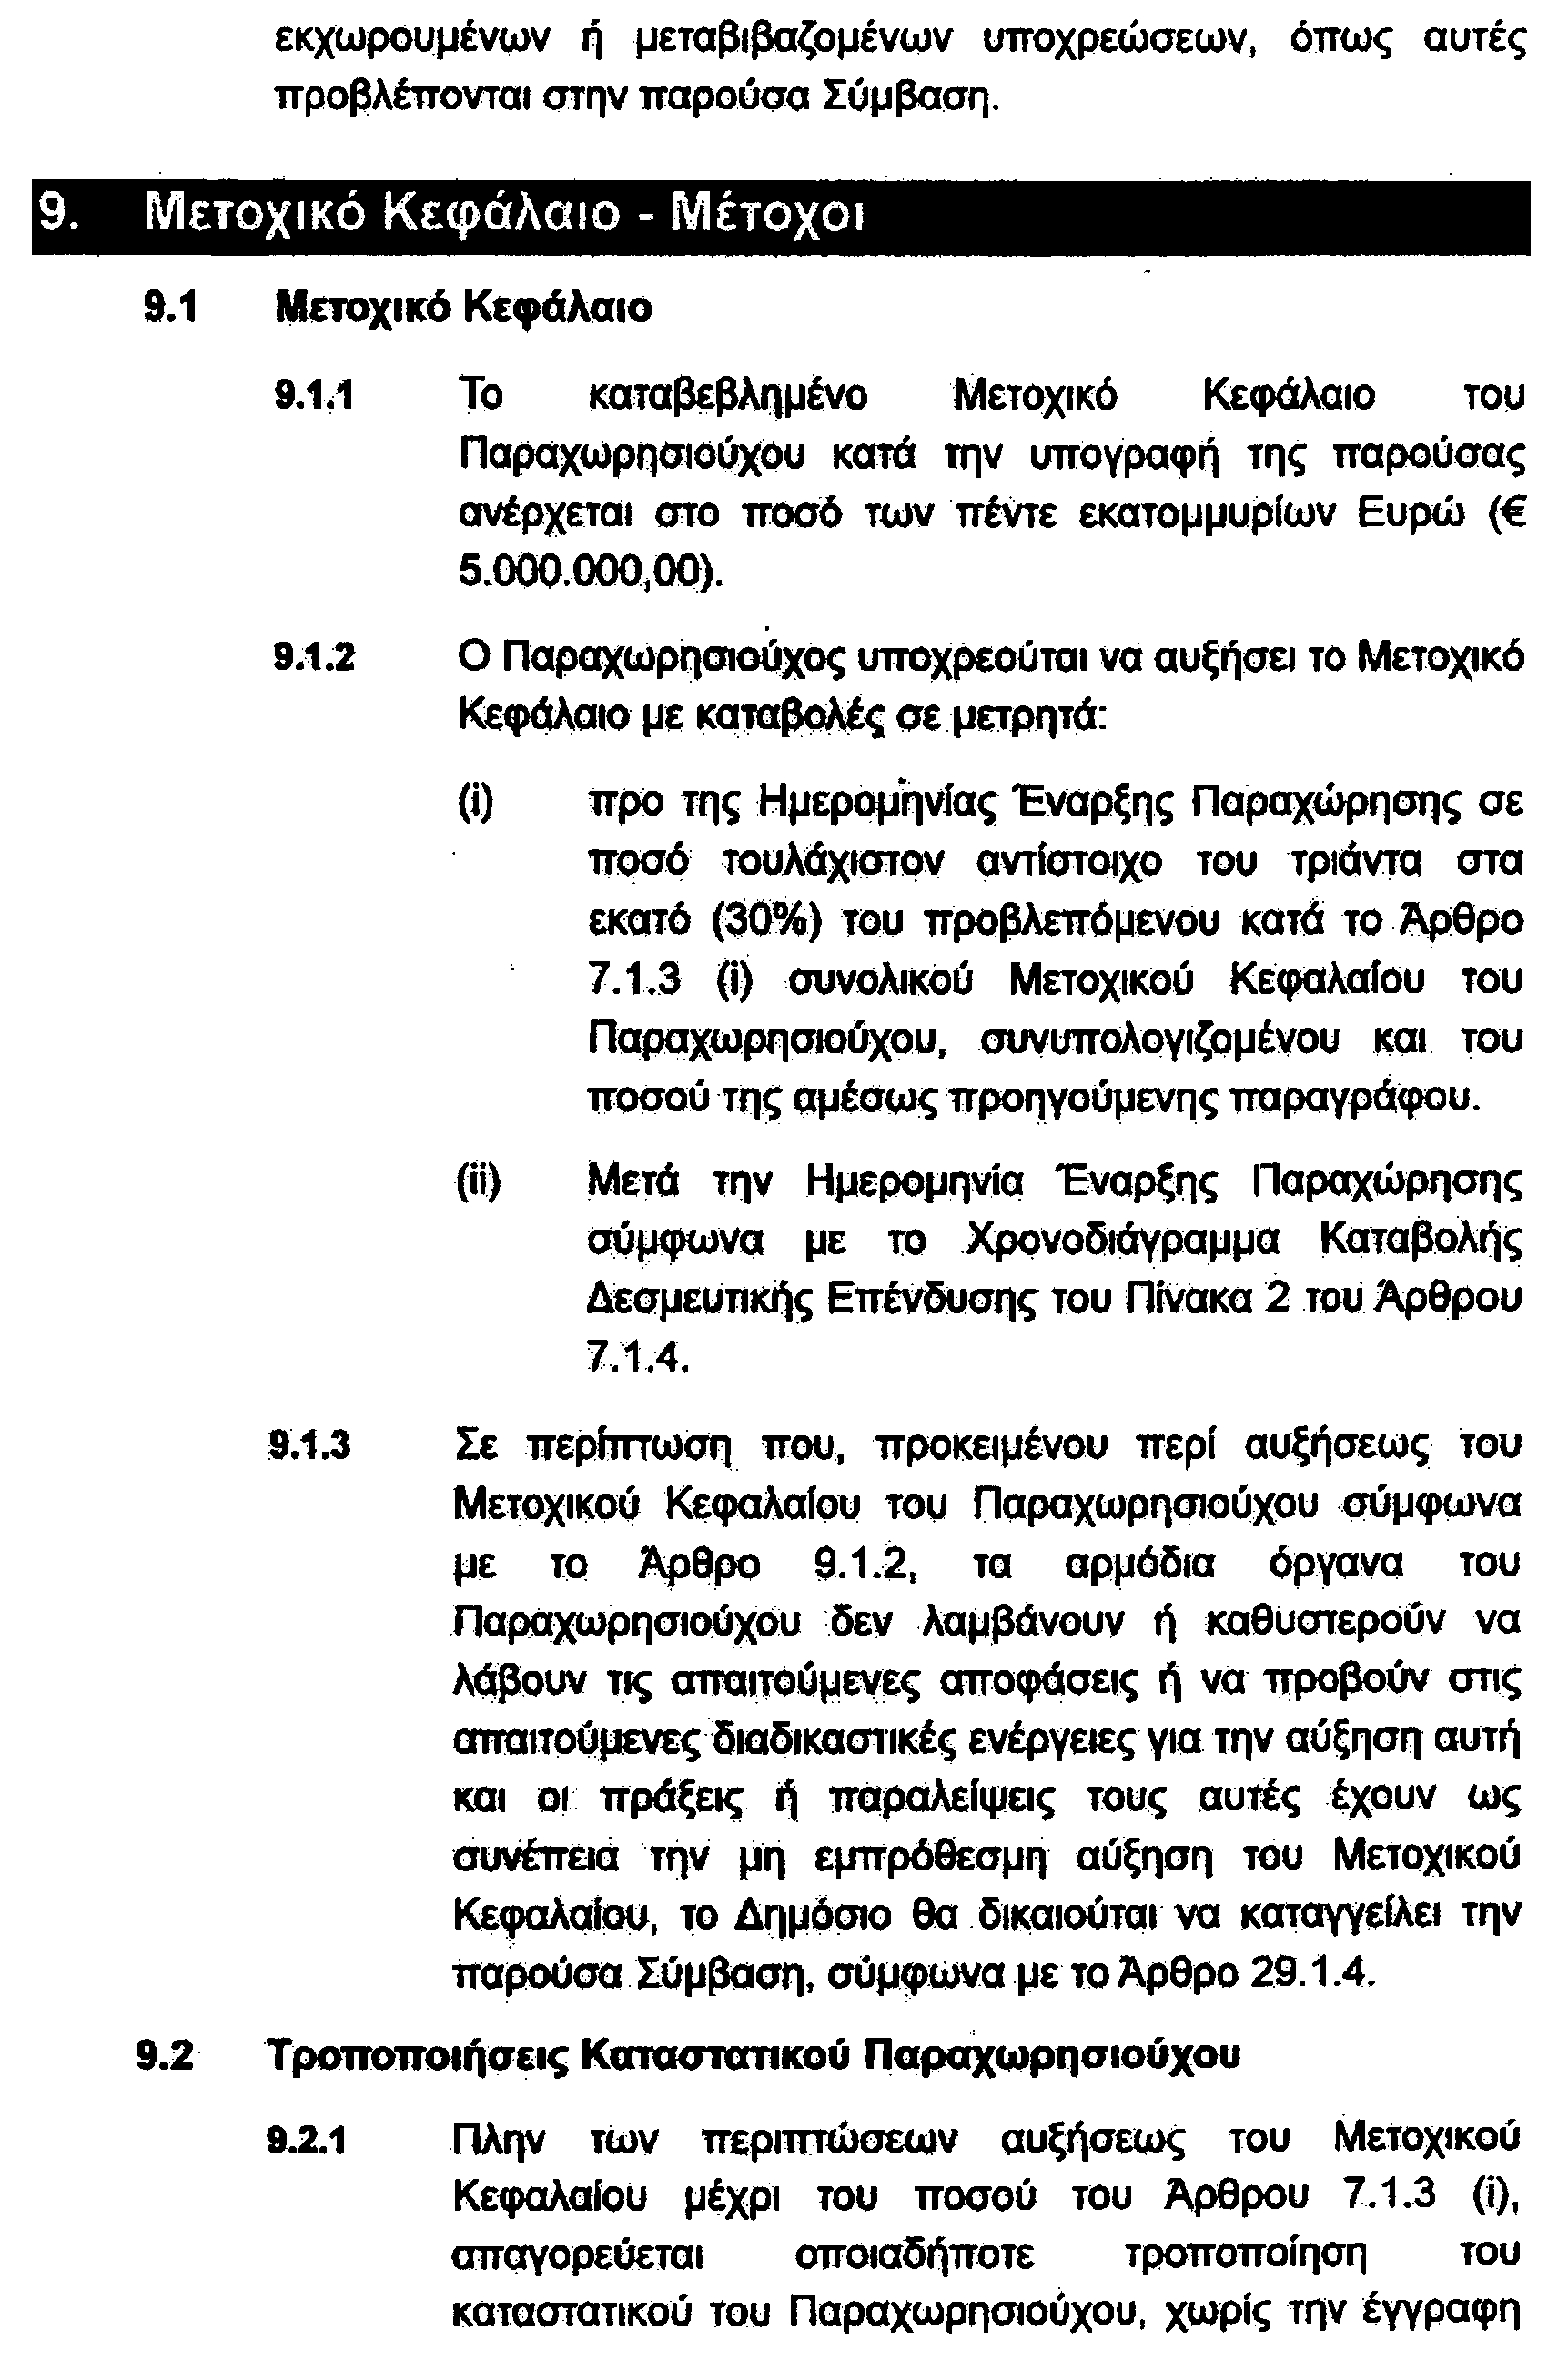 εκχωρουμένων ή μεταβιβαζομένων υποχρεώσεων, όπως αυτές
προβλέπονται στην παρούσα Σύμβαση.
9. Μετοχικό Κεφάλαιο - Μέτοχοι
9.1 Μετοχικό Κεφάλαιο
9.1.1 Το καταβεβλημένο Μετοχικό Κεφάλαιο του
Παραχωρησιούχου κατά την υπογραφή της παρούσας
ανέρχεται στο ποσό των πέντε εκατομμυρίων Ευρώ (€
5.000.000,00).
9.1.2 Ο Παραχωρησιούχος υποχρεούται να αυξήσει το Μετοχικό
Κεφάλαιο με καταβολές σε μετρητά:
(i) προ της Ημερομηνίας Έναρξης Παραχώρησης σε
ποσό τουλάχιστον αντίστοιχο του τριάντα στα
εκατό (30%) του προβλεπόμενου κατά το Άρθρο
7.1.3 (i) συνολικού Μετοχικού Κεφαλαίου του
Παραχωρησιούχου, συνυπολογιζομένου και του
ποσού της αμέσως προηγούμενης παραγράφου.
(ii) Μετά την Ημερομηνία Έναρξης Παραχώρησης
σύμφωνα με το Χρονοδιάγραμμα Καταβολής
Δεσμευτικής Επένδυσης του Πίνακα 2 του Άρθρου
7.1.4.
9.1.3 Σε περίπτωση που, προκειμένου περί αυξήσεως του
Μετοχικού Κεφαλαίου του Παραχωρησιούχου σύμφωνα
με το Άρθρο 9.1.2, τα αρμόδια όργανα του
Παραχωρησιούχου δεν λαμβάνουν ή καθυστερούν να
λάβουν τις απαιτούμενες αποφάσεις ή να προβούν στις
απαιτούμενες διαδικαστικές ενέργειες για την αύξηση αυτή
και οι πράξεις ή παραλείψεις τους αυτές έχουν ως
συνέπεια την μη εμπρόθεσμη αύξηση του Μετοχικού
Κεφαλαίου, το Δημόσιο θα δικαιούται να καταγγείλει την
παρούσα Σύμβαση, σύμφωνα με το Άρθρο 29.1.4.
9.2 Τροποποιήσεις Καταστατικού Παραχωρησιούχου
9.2.1 Πλην των περιπτώσεων αυξήσεως του Μετοχικού
Κεφαλαίου μέχρι του ποσού του Άρθρου 7.1.3 (i),
απαγορεύεται οποιαδήποτε τροποποίηση του
καταστατικού του Παραχωρησιούχου, χωρίς την έγγραφη